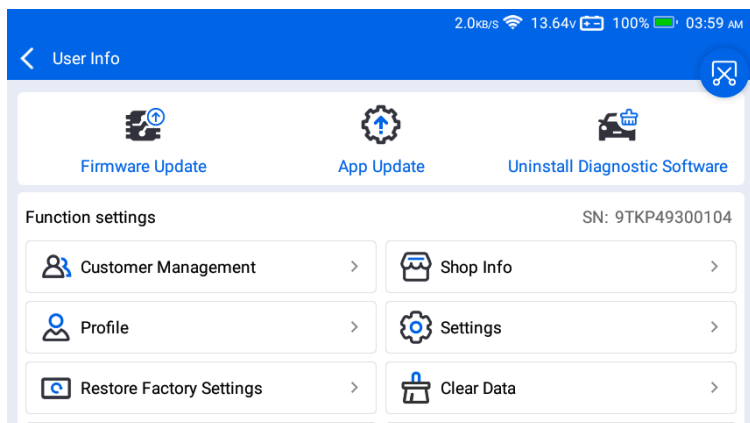 2.0KB/S 13.64V 100% 03:59 AM
User Info
Firmware Update App Update Uninstall Diagnostic Software
Function settings SN: 9TKP49300104
Customer Management Shop Info
Profile Settings
Restore Factory Settings Clear Data